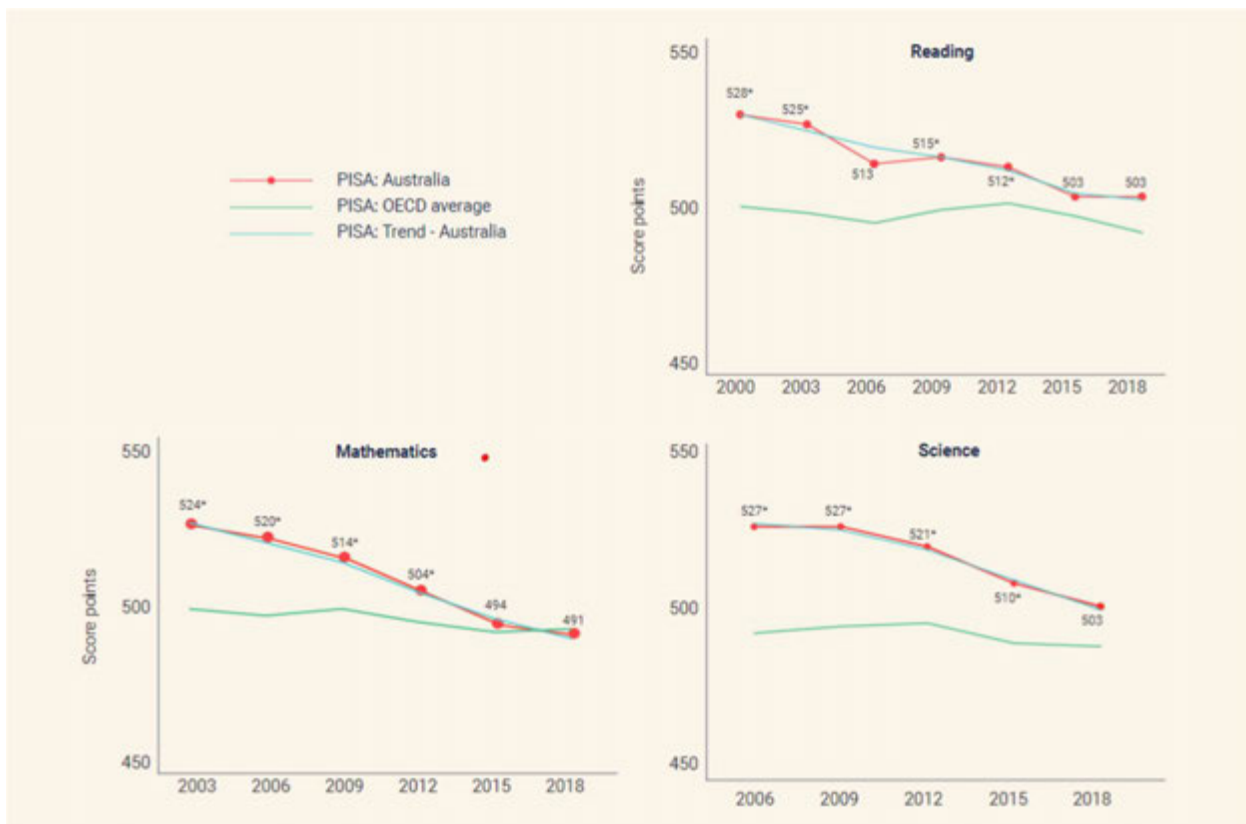 Reading
550
500
450
Score points
528*
525*
513
515*
512*
503
503
2000 2003 2006 2009 2012 2015 2018
PISA: Australia
PISA: OECD average
PISA: Trend - Australia
Mathematics
550
500
450
Score points
524*
520*
514*
504*
494
491
2003 2006 2009 2012 2015 2018
Science
550
500
450
527*
527*
521*
510*
503
2006 2009 2012 2015 2018